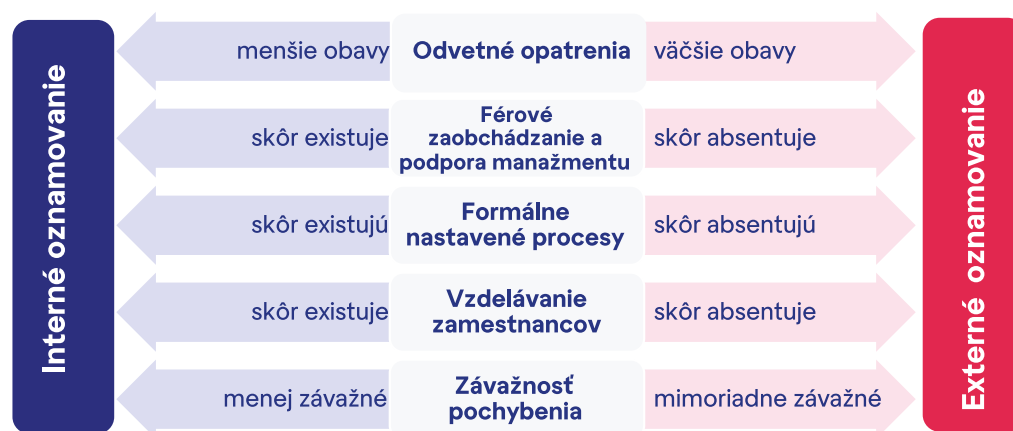 Interné oznamovanie
menšie obavy
Odvetné opatrenia
väčšie obavy
skôr existuje
Férové
zaobchádzanie a
podpora manažmentu
skôr absentuje
skôr existujú
Formálne
nastavené procesy
skôr absentujú
skôr existuje
Vzdelávanie
zamestnancov
skôr absentuje
menej závažné
Závažnosť
pochybenia
mimoriadne závažné
Externé oznamovanie